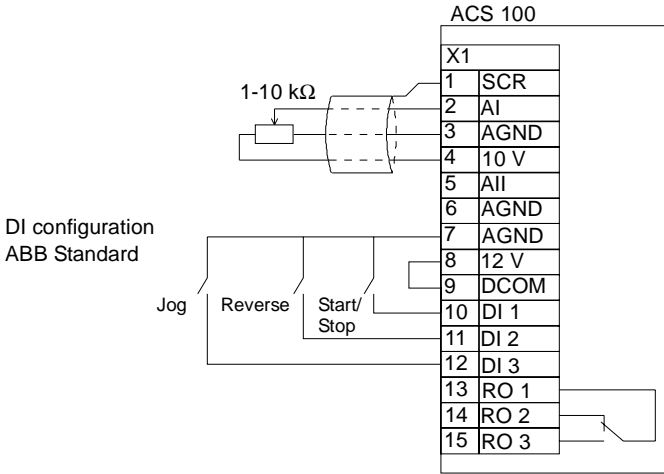 ACS 100
X1
1 SCR
1-10 kΩ
2 AI
3 AGND
4 10 V
5 AII
6 AGND
7 AGND
DI configuration
ABB Standard
8 12 V
9 DCOM
Jog Reverse Start/
Stop
10 DI 1
11 DI 2
12 DI 3
13 RO 1
14 RO 2
15 RO 3